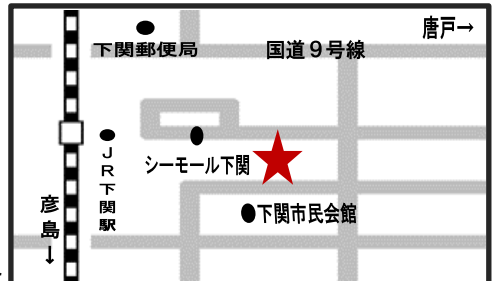 唐戸→
下関郵便局
国道９号線
JR下関駅
シーモール下関
彦島↓
下関市民会館